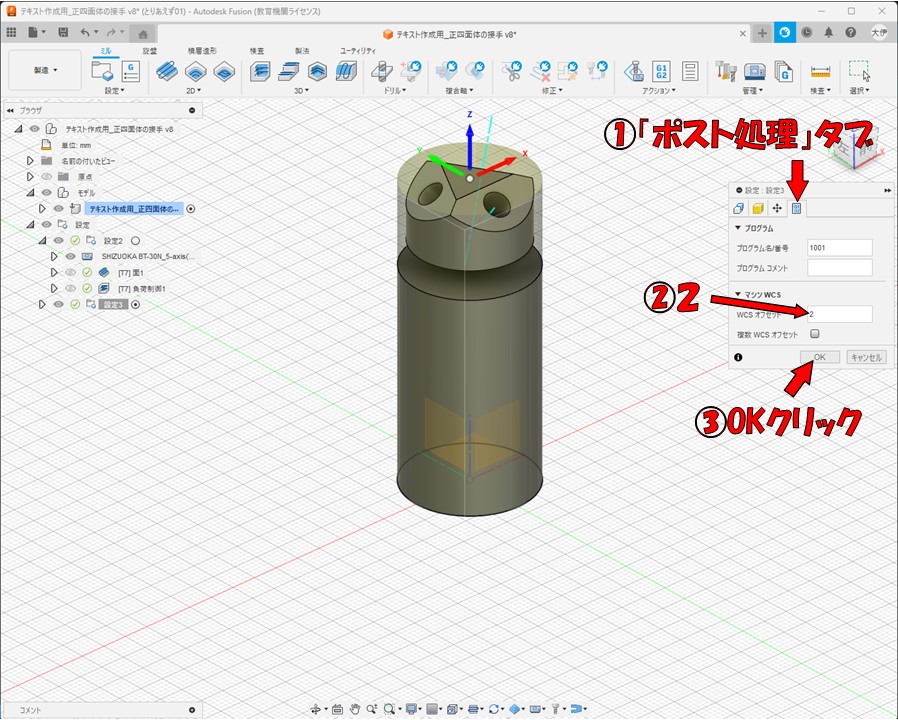 テキスト作成用_正四面体の接手 v8* (とりあえず01) - Autodesk Fusion (教育機関ライセンス)
テキスト作成用_正四面体の接手 v8*
大伊
ミル 旋盤 積層造形 検査 製法 ユーティリティ
製造
設定 2D 3D ドリル 複合軸 修正 アクション 管理 検査 選択
G1
G2
ブラウザ
テキスト作成用_正四面体の接手 v8
単位: mm
名前の付いたビュー
原点
モデル
テキスト作成用_正四面体の...
設定
設定2
SHIZUOKA BT-30N_5-axis(...
[T7] 面1
[T7] 負荷制御1
設定3
Z
Y
X
①「ポスト処理」タブ
設定 : 設定3
プログラム
プログラム名/番号 1001
プログラム コメント
②2
マシン WCS
WCS オフセット 2
複数 WCS オフセット
OK キャンセル
③OKクリック
コメント